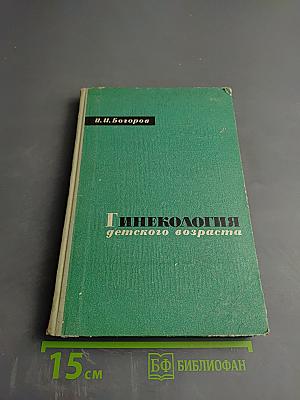 И.И.Богоров
ГИНЕКОЛОГИЯ
детского возраста
15 см
БФ БИБЛИОФАН